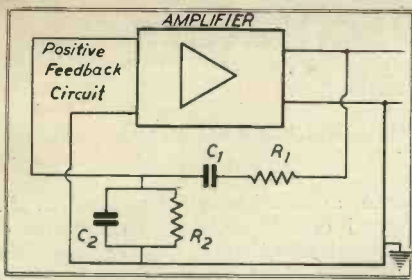 AMPLIFIER
Positive
Feedback
Circuit
C1
R1
C2
R2